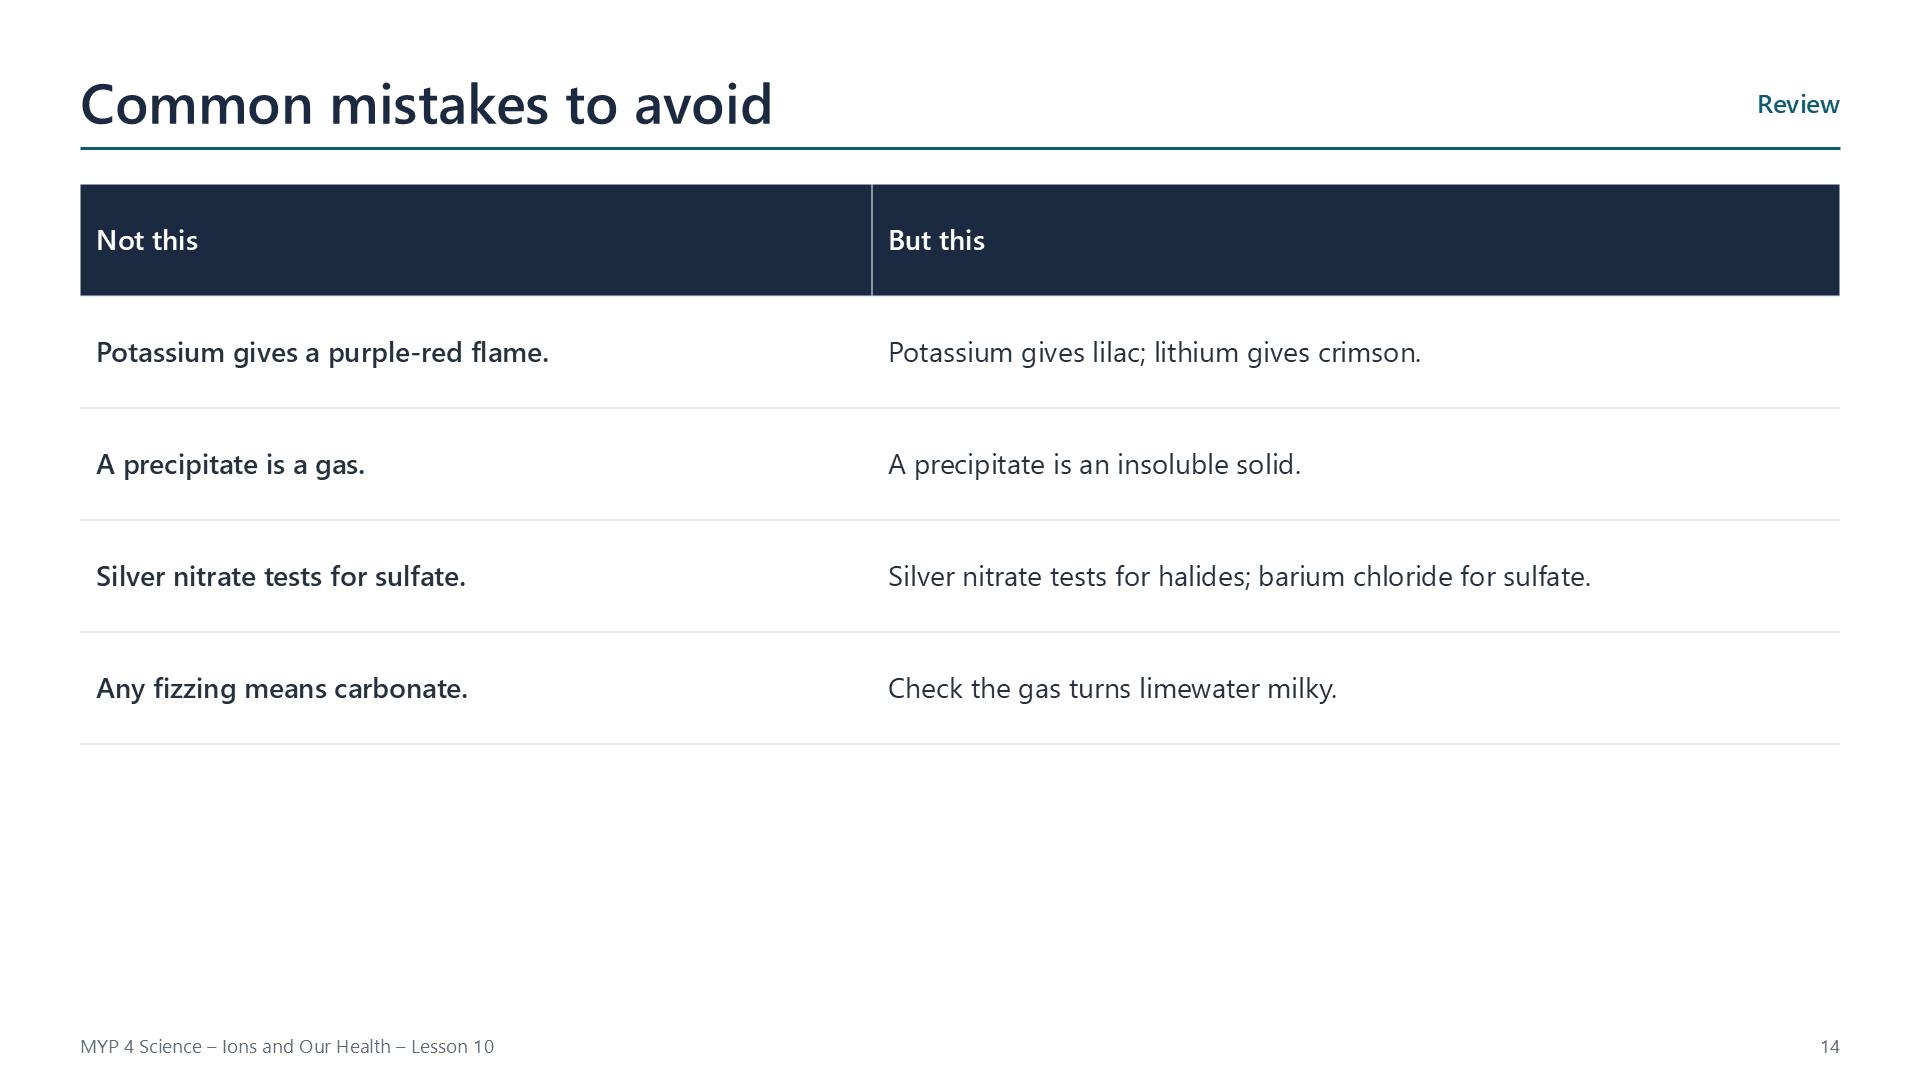 Common mistakes to avoid
Review
Not this
But this
Potassium gives a purple-red flame.
Potassium gives lilac; lithium gives crimson.
A precipitate is a gas.
A precipitate is an insoluble solid.
Silver nitrate tests for sulfate.
Silver nitrate tests for halides; barium chloride for sulfate.
Any fizzing means carbonate.
Check the gas turns limewater milky.
MYP 4 Science – Ions and Our Health – Lesson 10
14